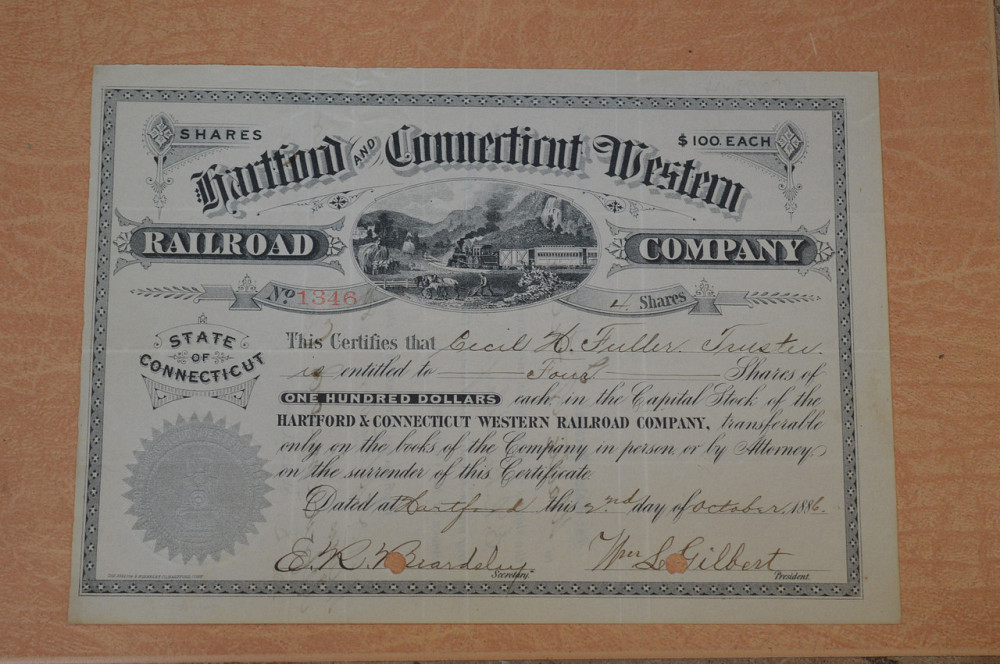 SHARES
$100. EACH
Hartford AND Connecticut Western
RAILROAD COMPANY
No 1346
4 Shares
STATE
OF
CONNECTICUT
This Certifies that Cecil H. Fuller. Trustee.
is entitled to Four Shares of
ONE HUNDRED DOLLARS each in the Capital Stock of the
HARTFORD & CONNECTICUT WESTERN RAILROAD COMPANY, transferable
only on the books of the Company in person or by Attorney
on the surrender of this Certificate.
Dated at Hartford this 2nd day of October 1886.
E. R. Beardsley
Secretary.
Wm L Gilbert
President.